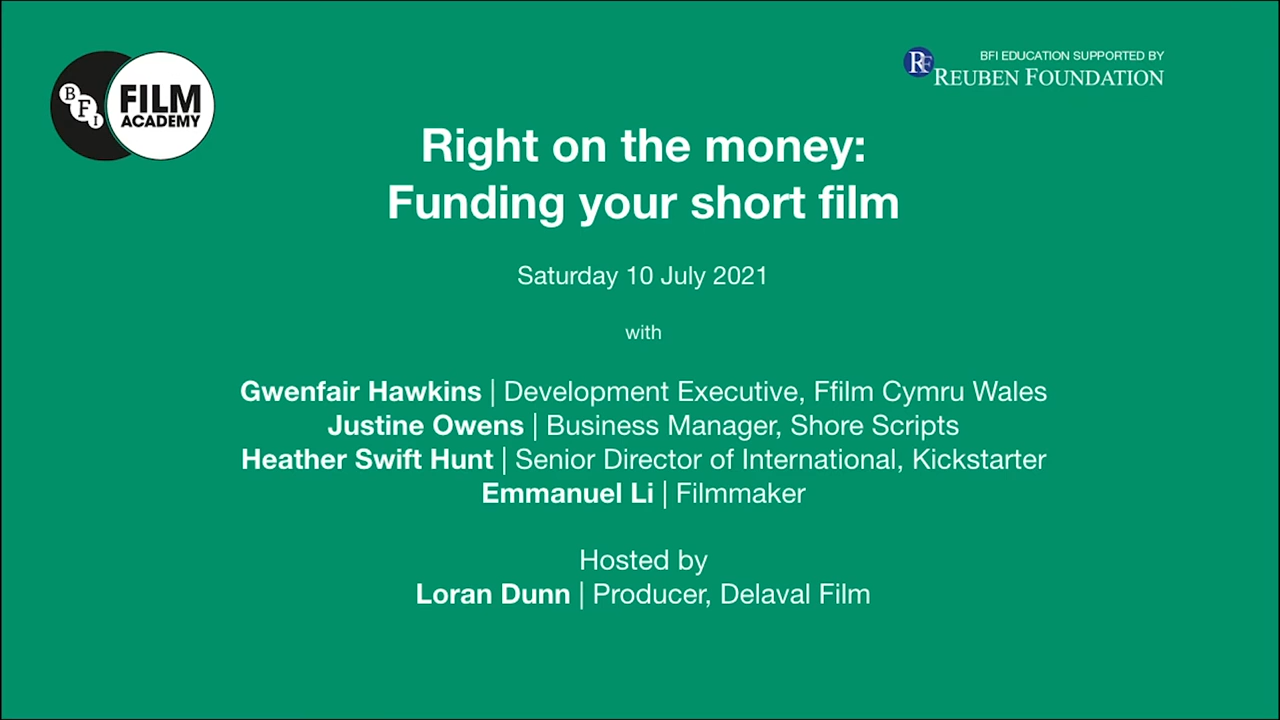 BFI
FILM
ACADEMY
RF
BFI EDUCATION SUPPORTED BY
REUBEN FOUNDATION
Right on the money:
Funding your short film
Saturday 10 July 2021
with
Gwenfair Hawkins | Development Executive, Ffilm Cymru Wales
Justine Owens | Business Manager, Shore Scripts
Heather Swift Hunt | Senior Director of International, Kickstarter
Emmanuel Li | Filmmaker
Hosted by
Loran Dunn | Producer, Delaval Film